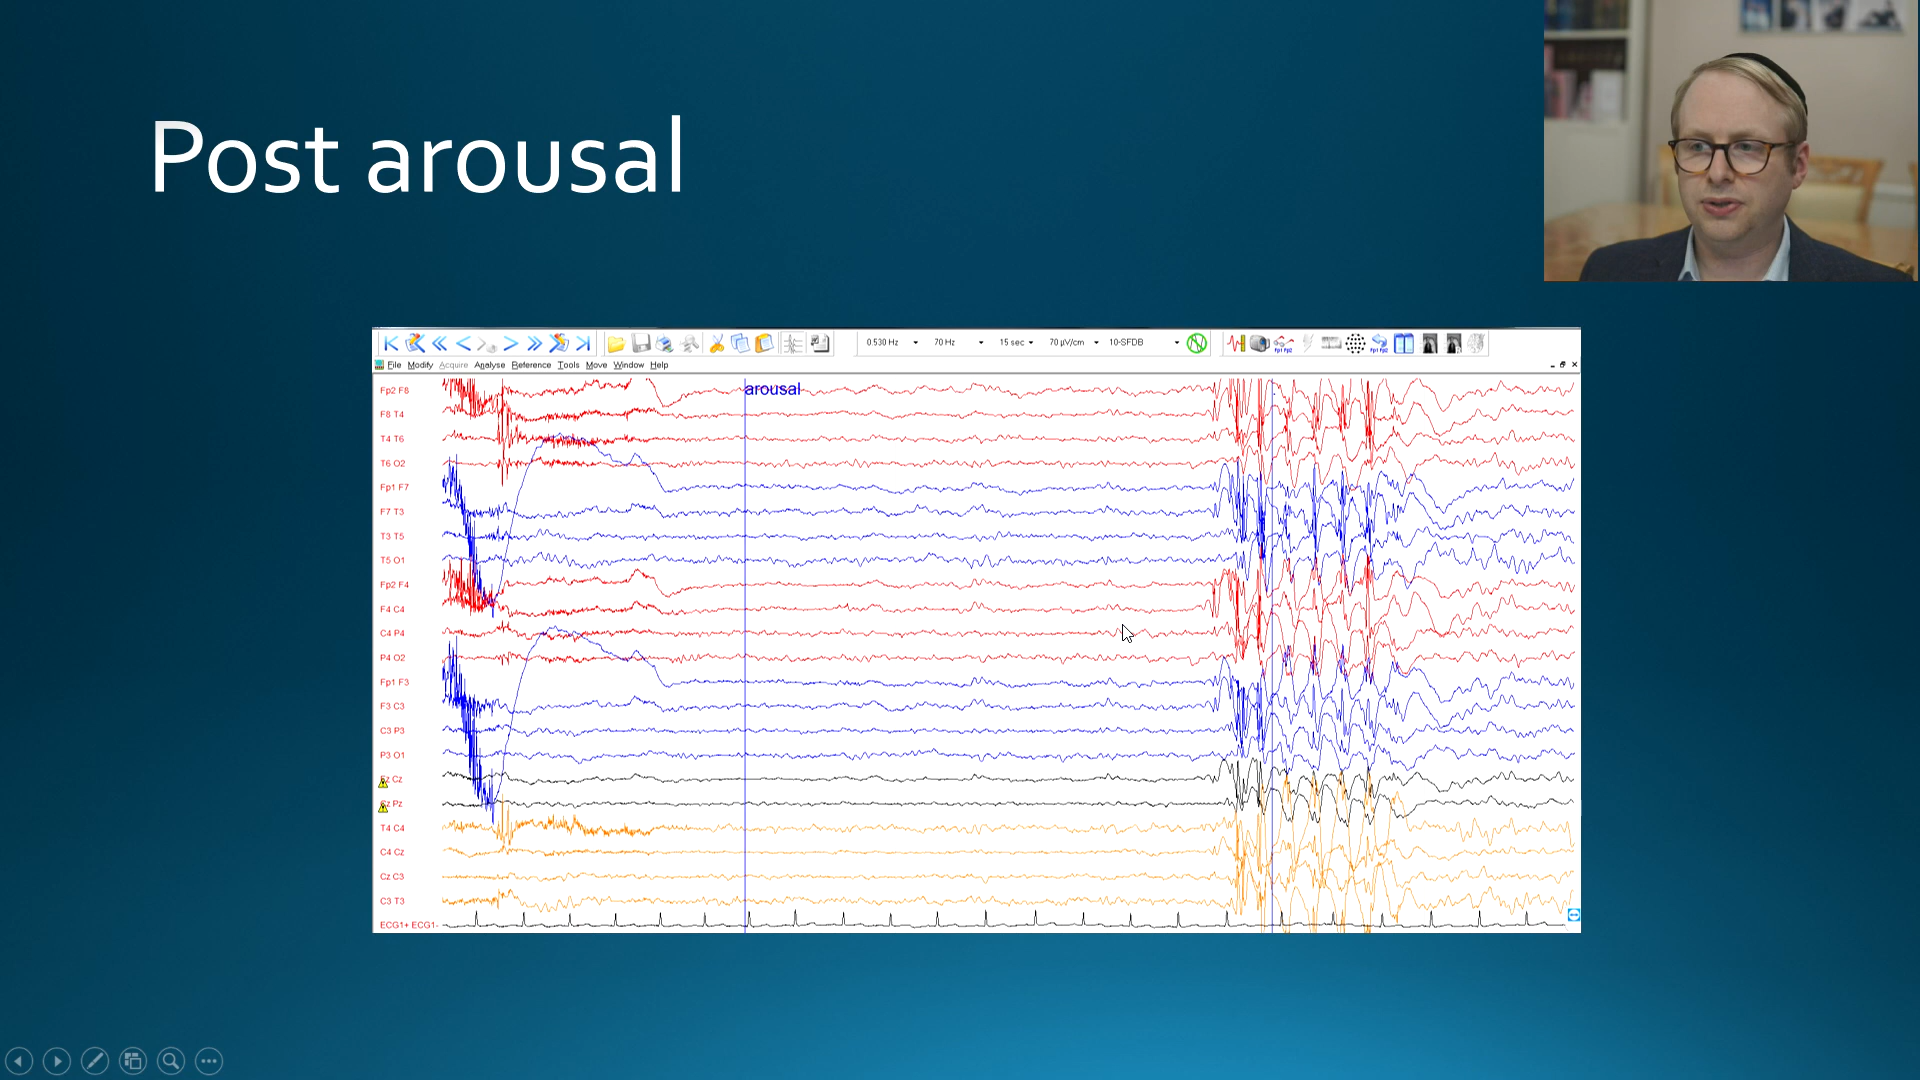 Post arousal
0.530 Hz 70 Hz 15 sec 70 µV/cm 10-SFDB
File Modify Acquire Analyse Reference Tools Move Window Help
arousal
Fp2 F8
F8 T4
T4 T6
T6 O2
Fp1 F7
F7 T3
T3 T5
T5 O1
Fp2 F4
F4 C4
C4 P4
P4 O2
Fp1 F3
F3 C3
C3 P3
P3 O1
Fz Cz
Cz Pz
T4 C4
C4 Cz
Cz C3
C3 T3
ECG1+ ECG1-